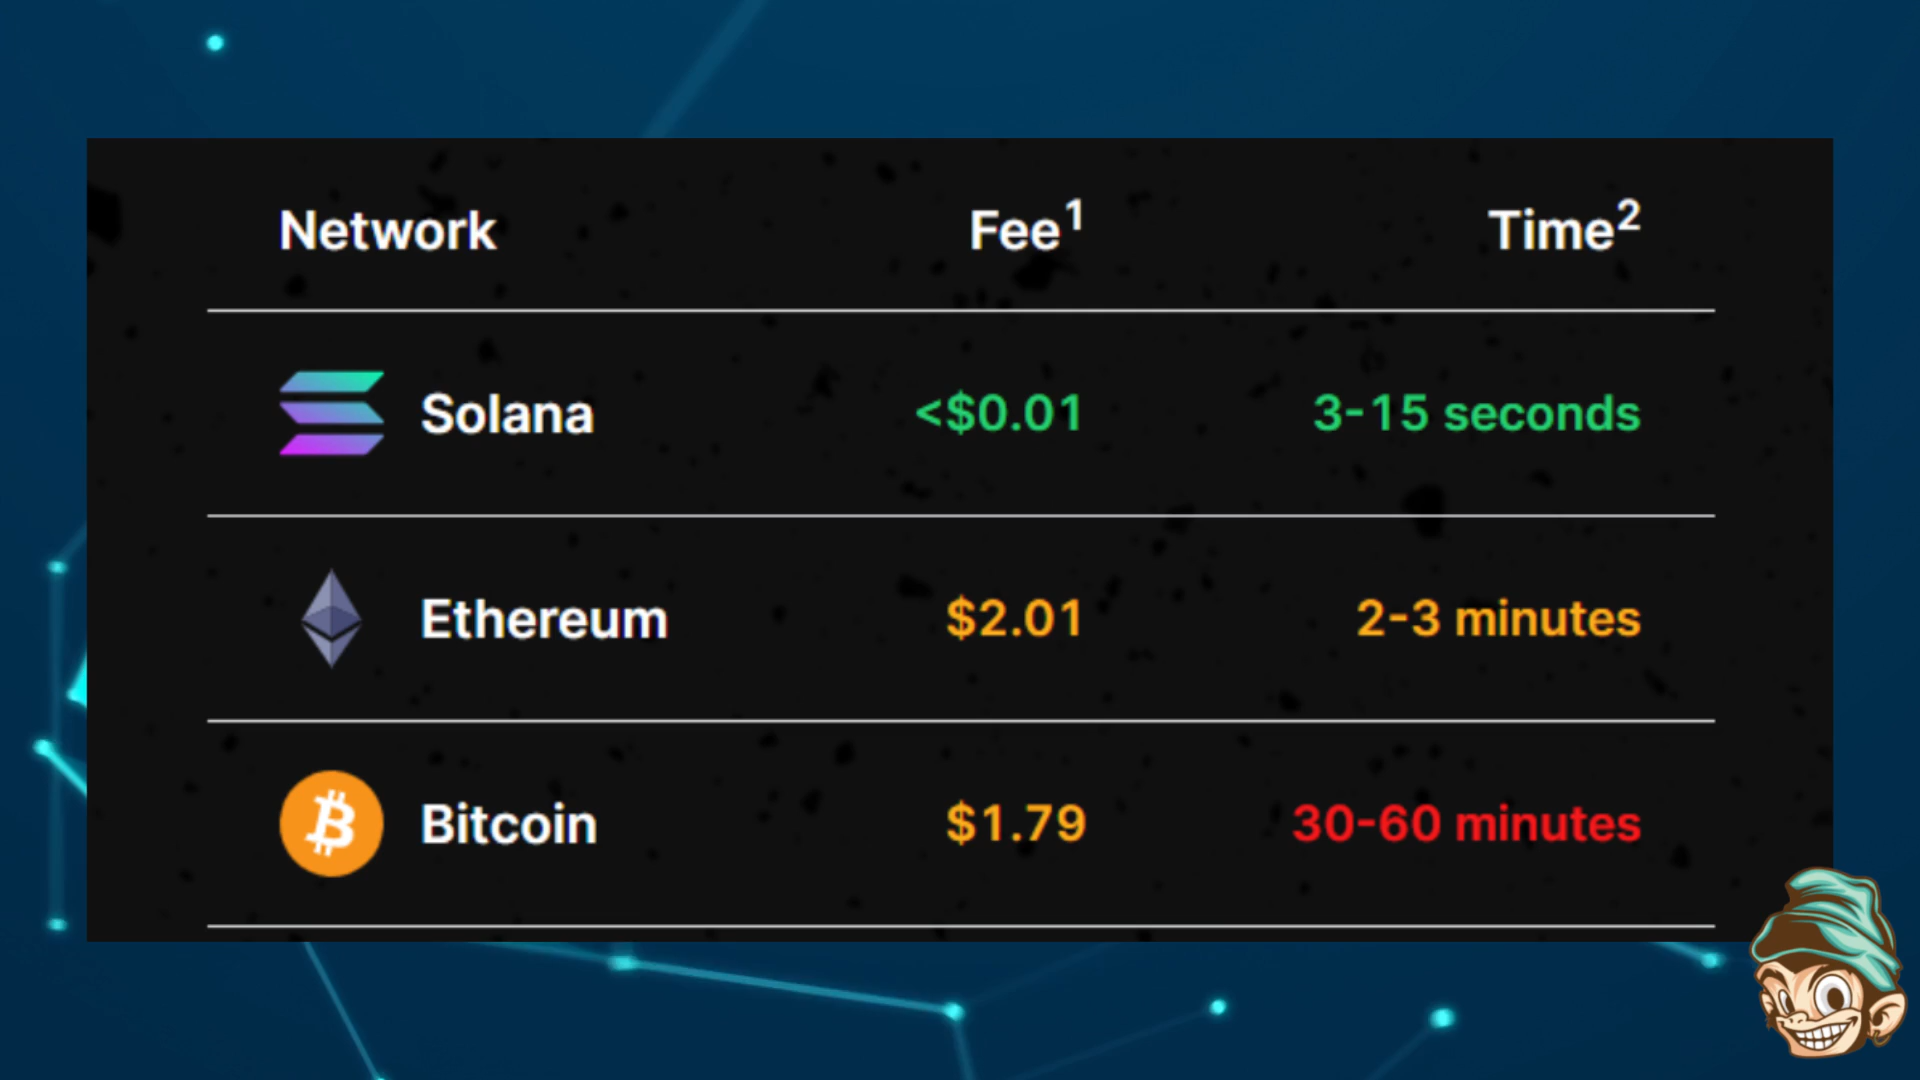 Network Fee¹ Time²
Solana <$0.01 3-15 seconds
Ethereum $2.01 2-3 minutes
Bitcoin $1.79 30-60 minutes